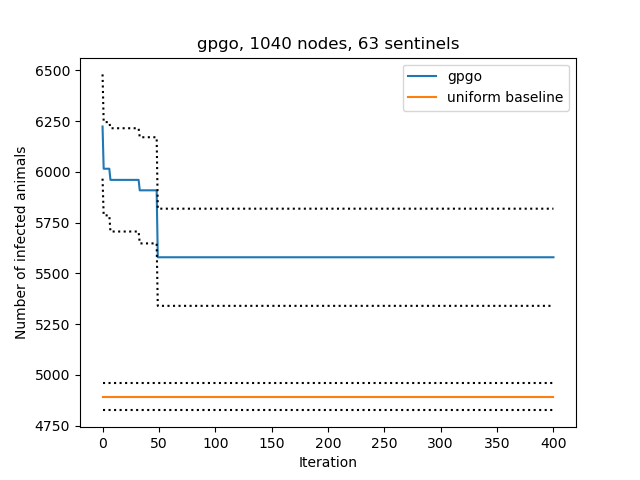 gpgo, 1040 nodes, 63 sentinels
gpgo
uniform baseline
Number of infected animals
6500
6250
6000
5750
5500
5250
5000
4750
0 50 100 150 200 250 300 350 400
Iteration